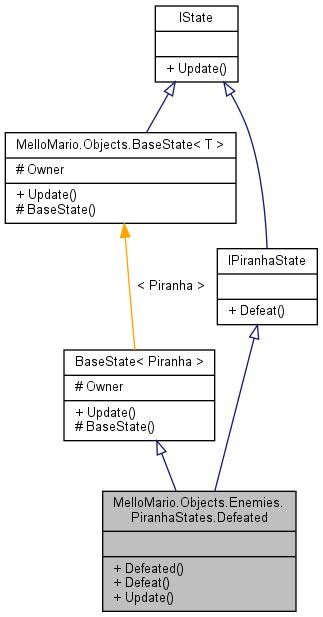 IState
+ Update()
MelloMario.Objects.BaseState< T >
# Owner
+ Update()
# BaseState()
IPiranhaState
+ Defeat()
< Piranha >
BaseState< Piranha >
# Owner
+ Update()
# BaseState()
MelloMario.Objects.Enemies.
PiranhaStates.Defeated
+ Defeated()
+ Defeat()
+ Update()